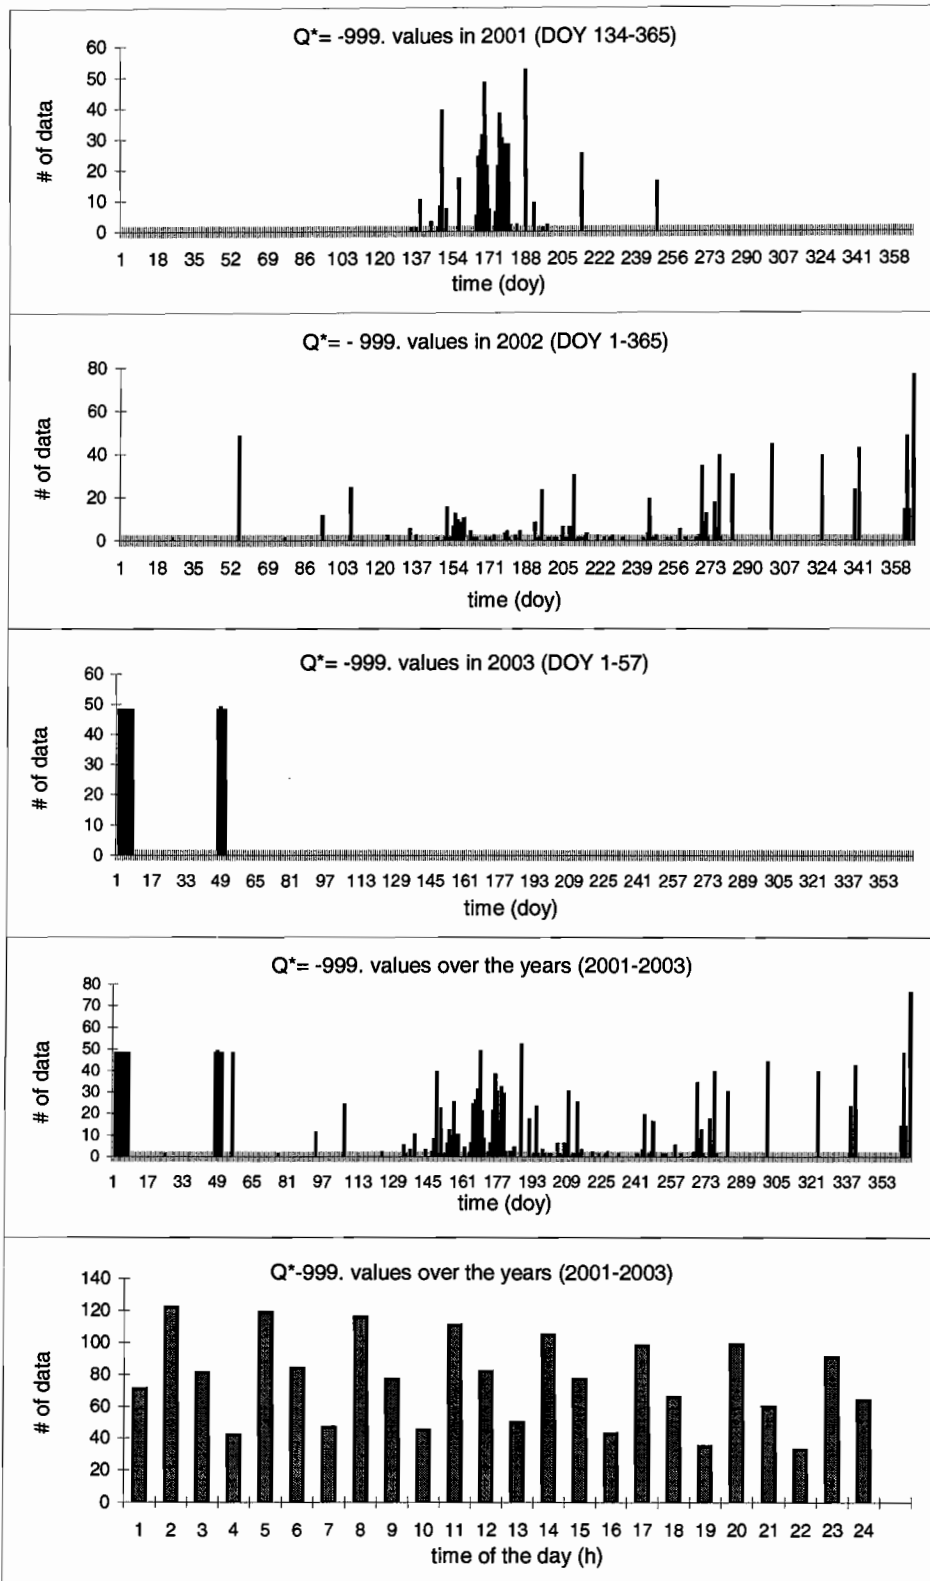 Q*= -999. values in 2001 (DOY 134-365)
60
50
40
30
20
10
0
# of data
1 18 35 52 69 86 103 120 137 154 171 188 205 222 239 256 273 290 307 324 341 358
time (doy)
Q*= - 999. values in 2002 (DOY 1-365)
80
60
40
20
0
# of data
1 18 35 52 69 86 103 120 137 154 171 188 205 222 239 256 273 290 307 324 341 358
time (doy)
Q*= -999. values in 2003 (DOY 1-57)
60
50
40
30
20
10
0
# of data
1 17 33 49 65 81 97 113 129 145 161 177 193 209 225 241 257 273 289 305 321 337 353
time (doy)
Q*= -999. values over the years (2001-2003)
80
70
60
50
40
30
20
10
0
# of data
1 17 33 49 65 81 97 113 129 145 161 177 193 209 225 241 257 273 289 305 321 337 353
time (doy)
Q*-999. values over the years (2001-2003)
140
120
100
80
60
40
20
0
# of data
1 2 3 4 5 6 7 8 9 10 11 12 13 14 15 16 17 18 19 20 21 22 23 24
time of the day (h)